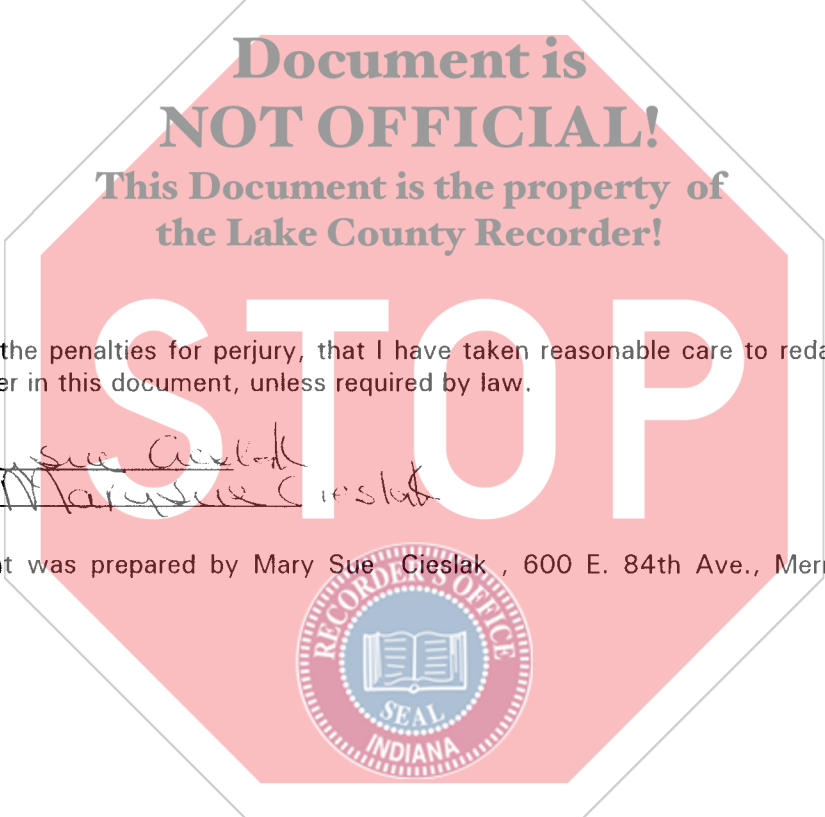 Document is
NOT OFFICIAL!
This Document is the property of
the Lake County Recorder!
STOP
the penalties for perjury, that I have taken reasonable care to reda
er in this document, unless required by law.
Sue Cieslak
Mary Sue Cieslak
t was prepared by Mary Sue Cieslak , 600 E. 84th Ave., Merr
RECORDER'S OFFICE
SEAL
INDIANA